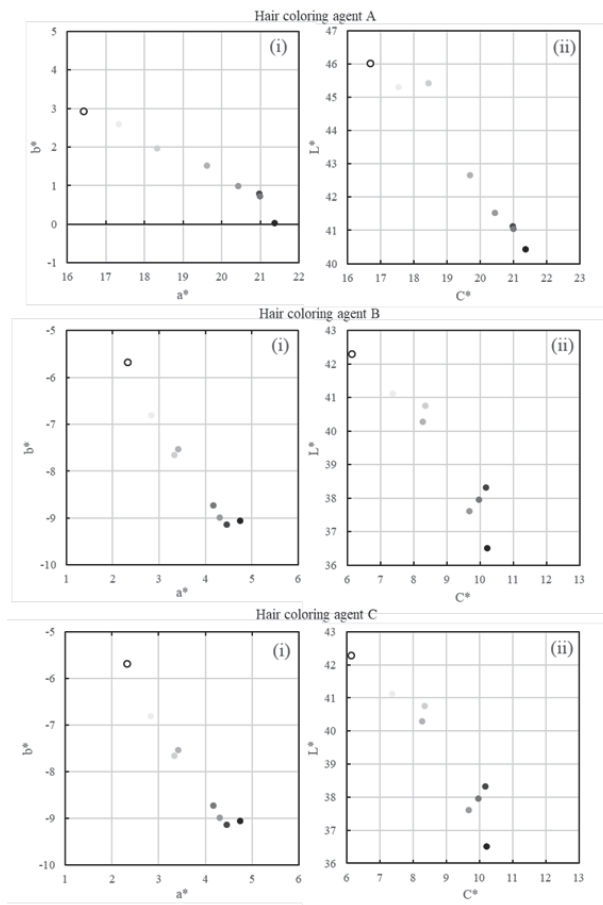 Hair coloring agent A
(i)
5
4
3
2
1
0
-1
b*
16 17 18 19 20 21 22
a*
(ii)
47
46
45
44
43
42
41
40
L*
16 17 18 19 20 21 22 23
C*
Hair coloring agent B
(i)
-5
-6
-7
-8
-9
-10
b*
1 2 3 4 5 6
a*
(ii)
43
42
41
40
39
38
37
36
L*
6 7 8 9 10 11 12 13
C*
Hair coloring agent C
(i)
-5
-6
-7
-8
-9
-10
b*
1 2 3 4 5 6
a*
(ii)
43
42
41
40
39
38
37
36
L*
6 7 8 9 10 11 12 13
C*